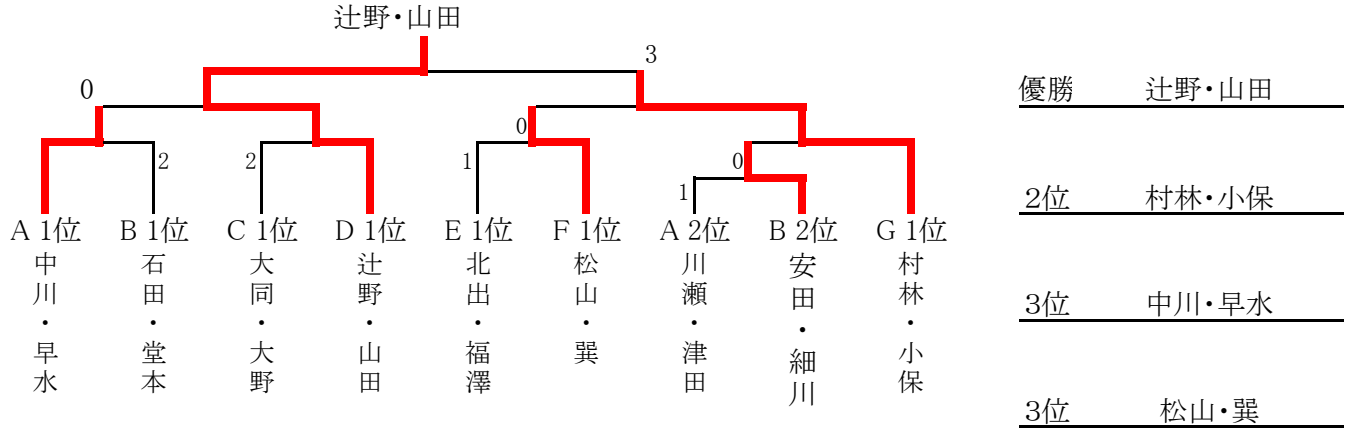 辻野・山田
3
0
0
2
2
1
0
1
A 1位
B 1位
C 1位
D 1位
E 1位
F 1位
A 2位
B 2位
G 1位
中川・早水
石田・堂本
大同・大野
辻野・山田
北出・福澤
松山・巽
川瀬・津田
安田・細川
村林・小保
優勝 辻野・山田
2位 村林・小保
3位 中川・早水
3位 松山・巽